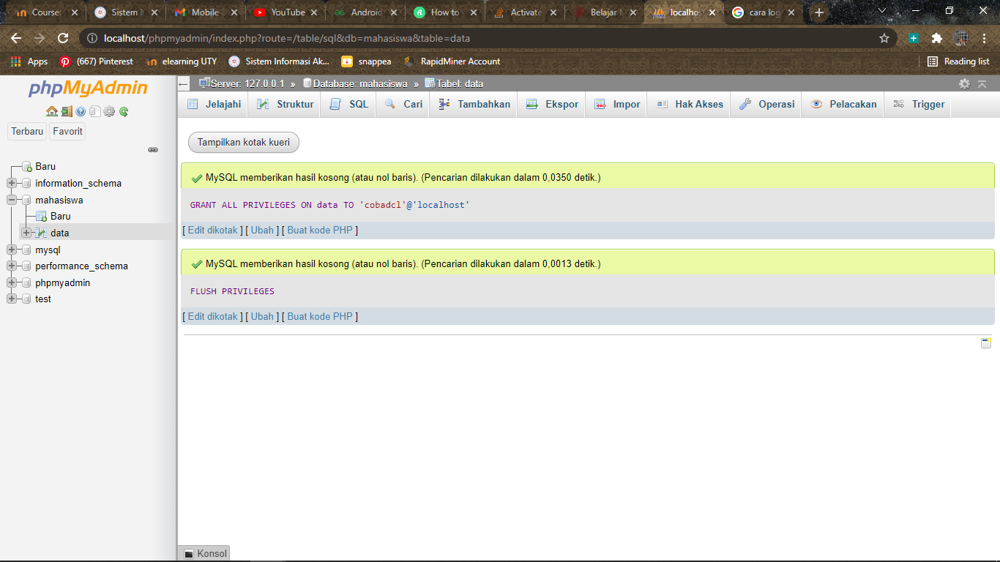 Course: Sistem I Mobile & YouTube Android How to Activate Belajar M localhos cara log
localhost/phpmyadmin/index.php?route=/table/sql&db=mahasiswa&table=data
Apps (667) Pinterest elearning UTY Sistem Informasi Ak... snappea RapidMiner Account Reading list
phpMyAdmin
Terbaru Favorit
Baru
information_schema
mahasiswa
Baru
data
mysql
performance_schema
phpmyadmin
test
Server: 127.0.0.1 » Database: mahasiswa » Tabel: data
Jelajahi Struktur SQL Cari Tambahkan Ekspor Impor Hak Akses Operasi Pelacakan Trigger
Tampilkan kotak kueri
MySQL memberikan hasil kosong (atau nol baris). (Pencarian dilakukan dalam 0,0350 detik.)
GRANT ALL PRIVILEGES ON data TO 'cobadcl'@'localhost'
[ Edit dikotak ] [ Ubah ] [ Buat kode PHP ]
MySQL memberikan hasil kosong (atau nol baris). (Pencarian dilakukan dalam 0,0013 detik.)
FLUSH PRIVILEGES
[ Edit dikotak ] [ Ubah ] [ Buat kode PHP ]
Konsol